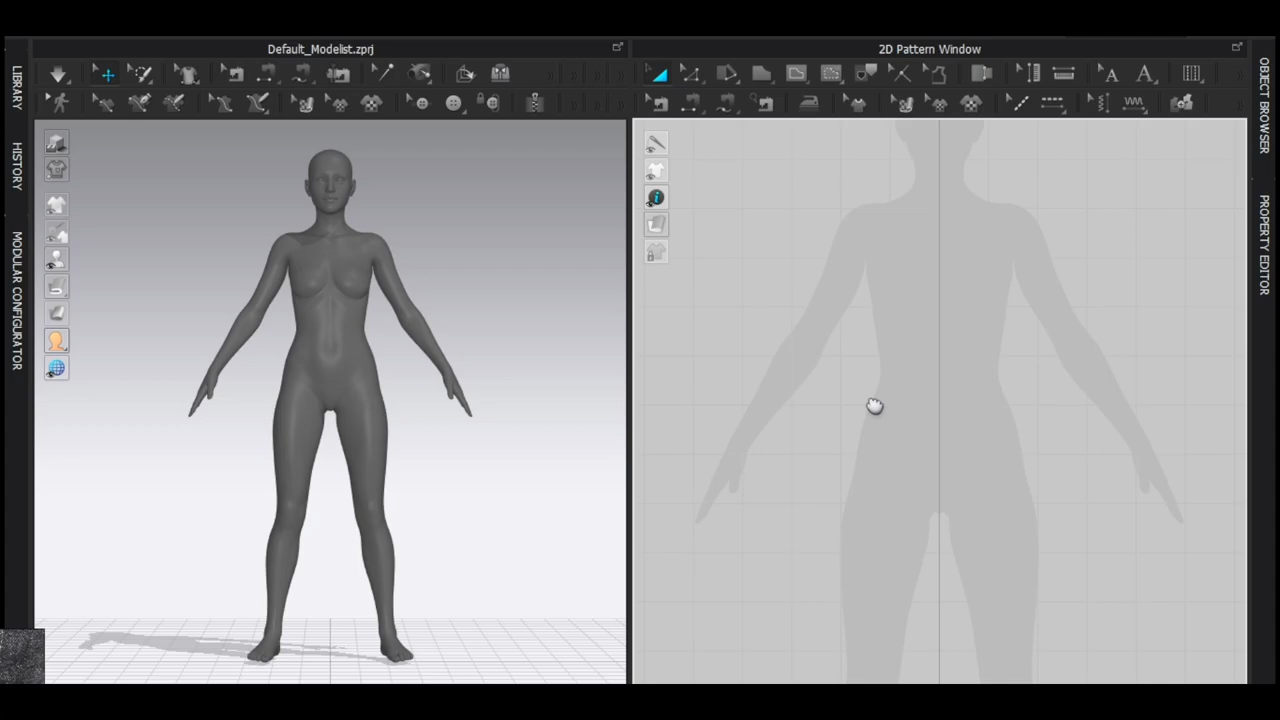 Default_Modelist.zprj
2D Pattern Window
LIBRARY
HISTORY
MODULAR CONFIGURATOR
OBJECT BROWSER
PROPERTY EDITOR